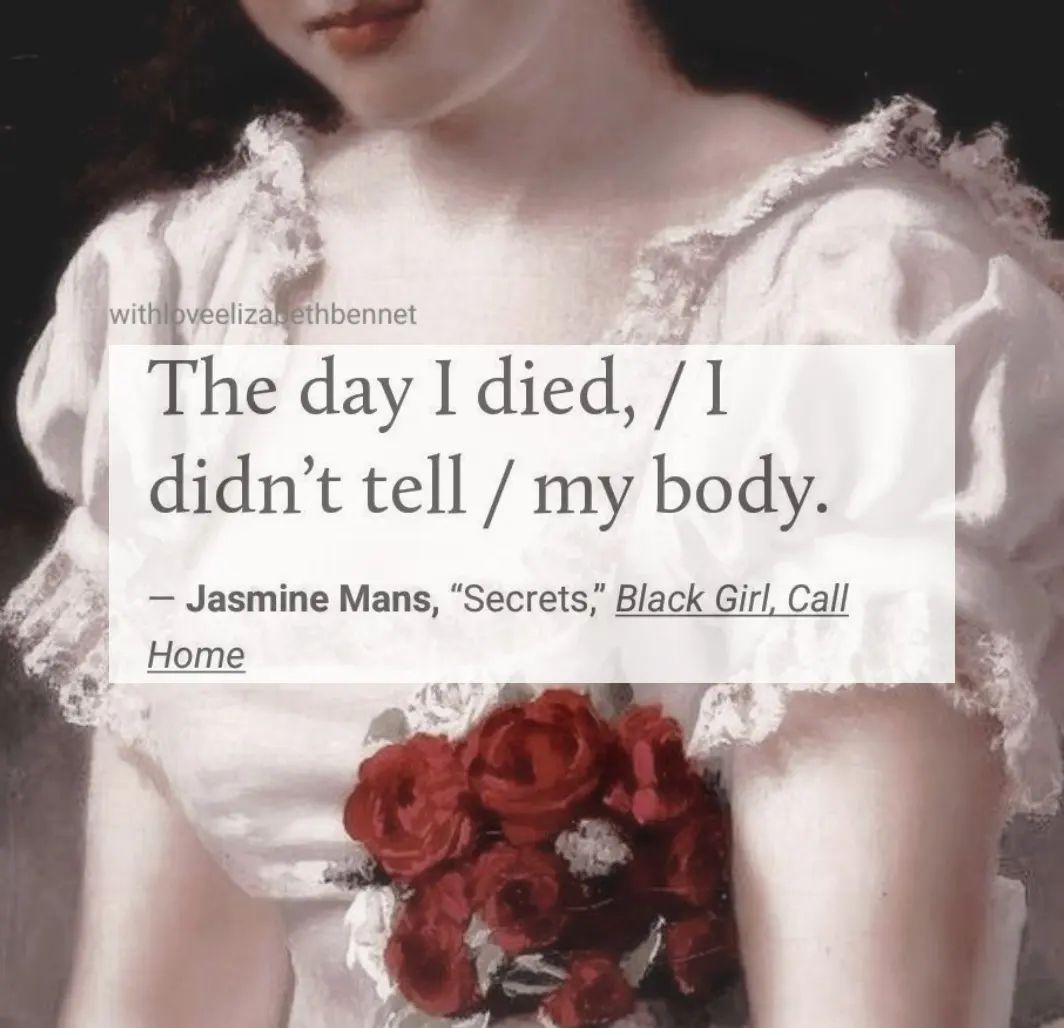 withloveelizabethbennet
The day I died, / I
didn’t tell / my body.
— Jasmine Mans, “Secrets,” Black Girl, Call
Home